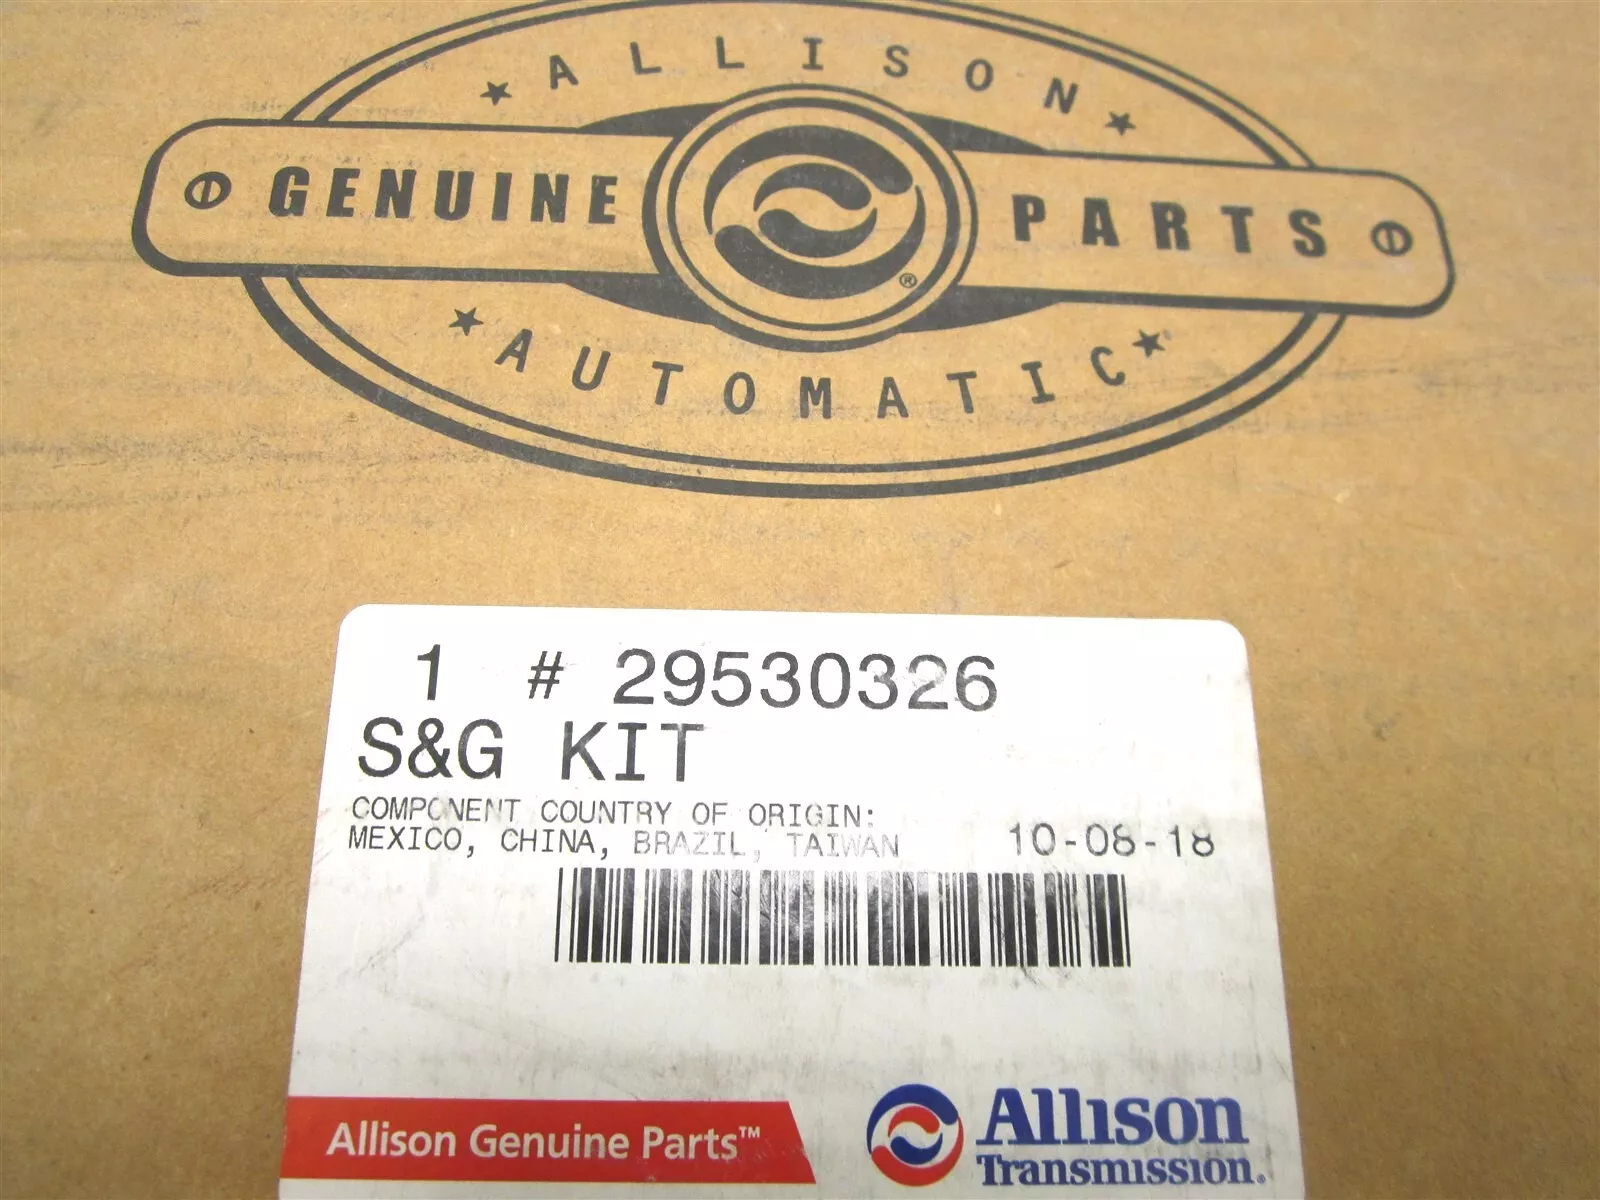 ALLISON
GENUINE PARTS
®
AUTOMATIC
1 # 29530326
S&G KIT
COMPONENT COUNTRY OF ORIGIN:
MEXICO, CHINA, BRAZIL, TAIWAN 10-08-18
Allison Genuine Parts™
Allison
Transmission®